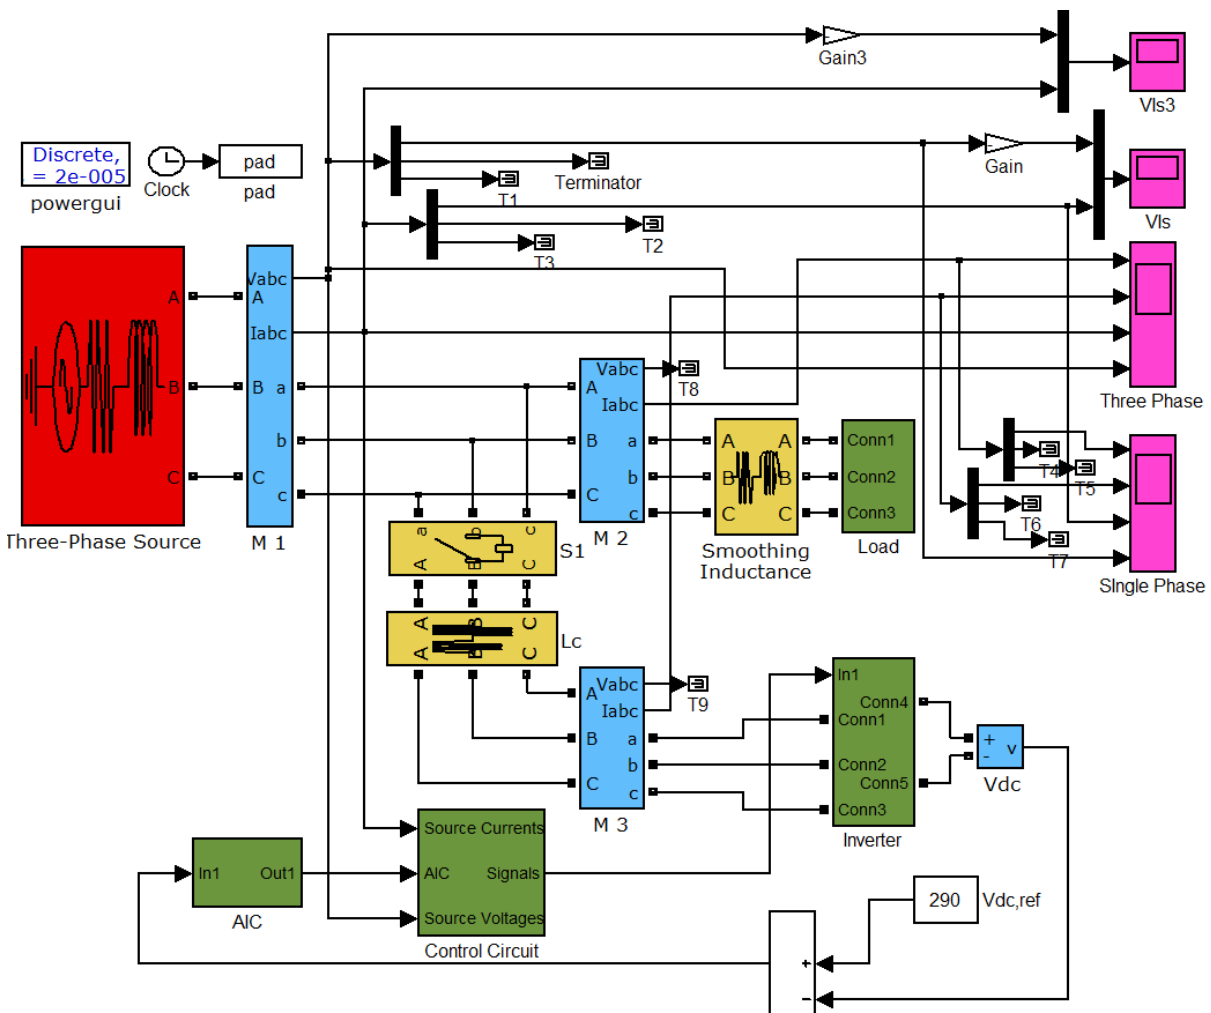 Gain3
VIs3
Discrete,
= 2e-005
powergui
Clock
pad
pad
Terminator
T1
Gain
VIs
T2
T3
Vabc
A
A
Iabc
B
B
a
b
C
C
c
Three-Phase Source
M 1
Vabc
T8
A
Iabc
B
a
b
C
c
M 2
A
A
B
B
C
C
Smoothing
Inductance
Conn1
Conn2
Conn3
Load
Three Phase
T4
T5
T6
T7
SIngle Phase
a
b
c
A
B
C
S1
A
B
C
A
B
C
Lc
Vabc
T9
A
Iabc
B
a
b
C
c
M 3
In1
Conn4
Conn1
Conn2
Conn5
Conn3
Inverter
+
-
v
Vdc
Source Currents
AIC
Signals
Source Voltages
Control Circuit
In1
Out1
AIC
290
Vdc,ref
+
−